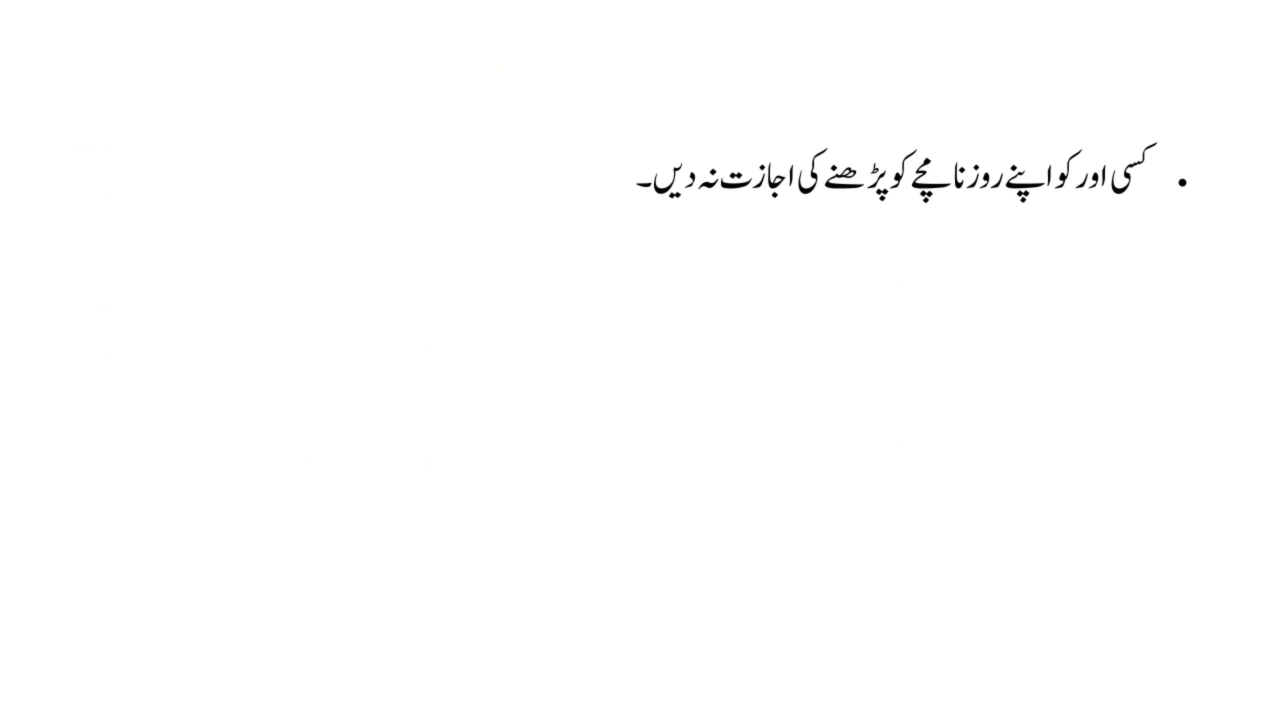 • کسی اور کو اپنے روزنامچے کو پڑھنے کی اجازت نہ دیں۔